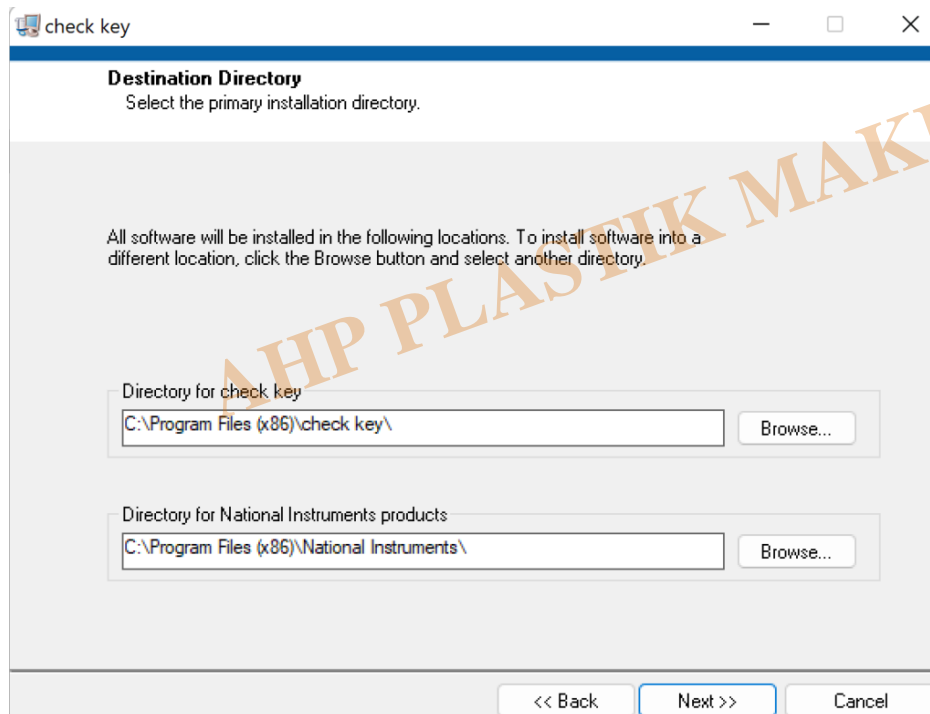 check key
Destination Directory
Select the primary installation directory.
All software will be installed in the following locations. To install software into a
different location, click the Browse button and select another directory.
AHP PLASTIK
Directory for check key
C:\Program Files (x86)\check key\
Browse...
Directory for National Instruments products
C:\Program Files (x86)\National Instruments\
Browse...
<< Back
Next >>
Cancel